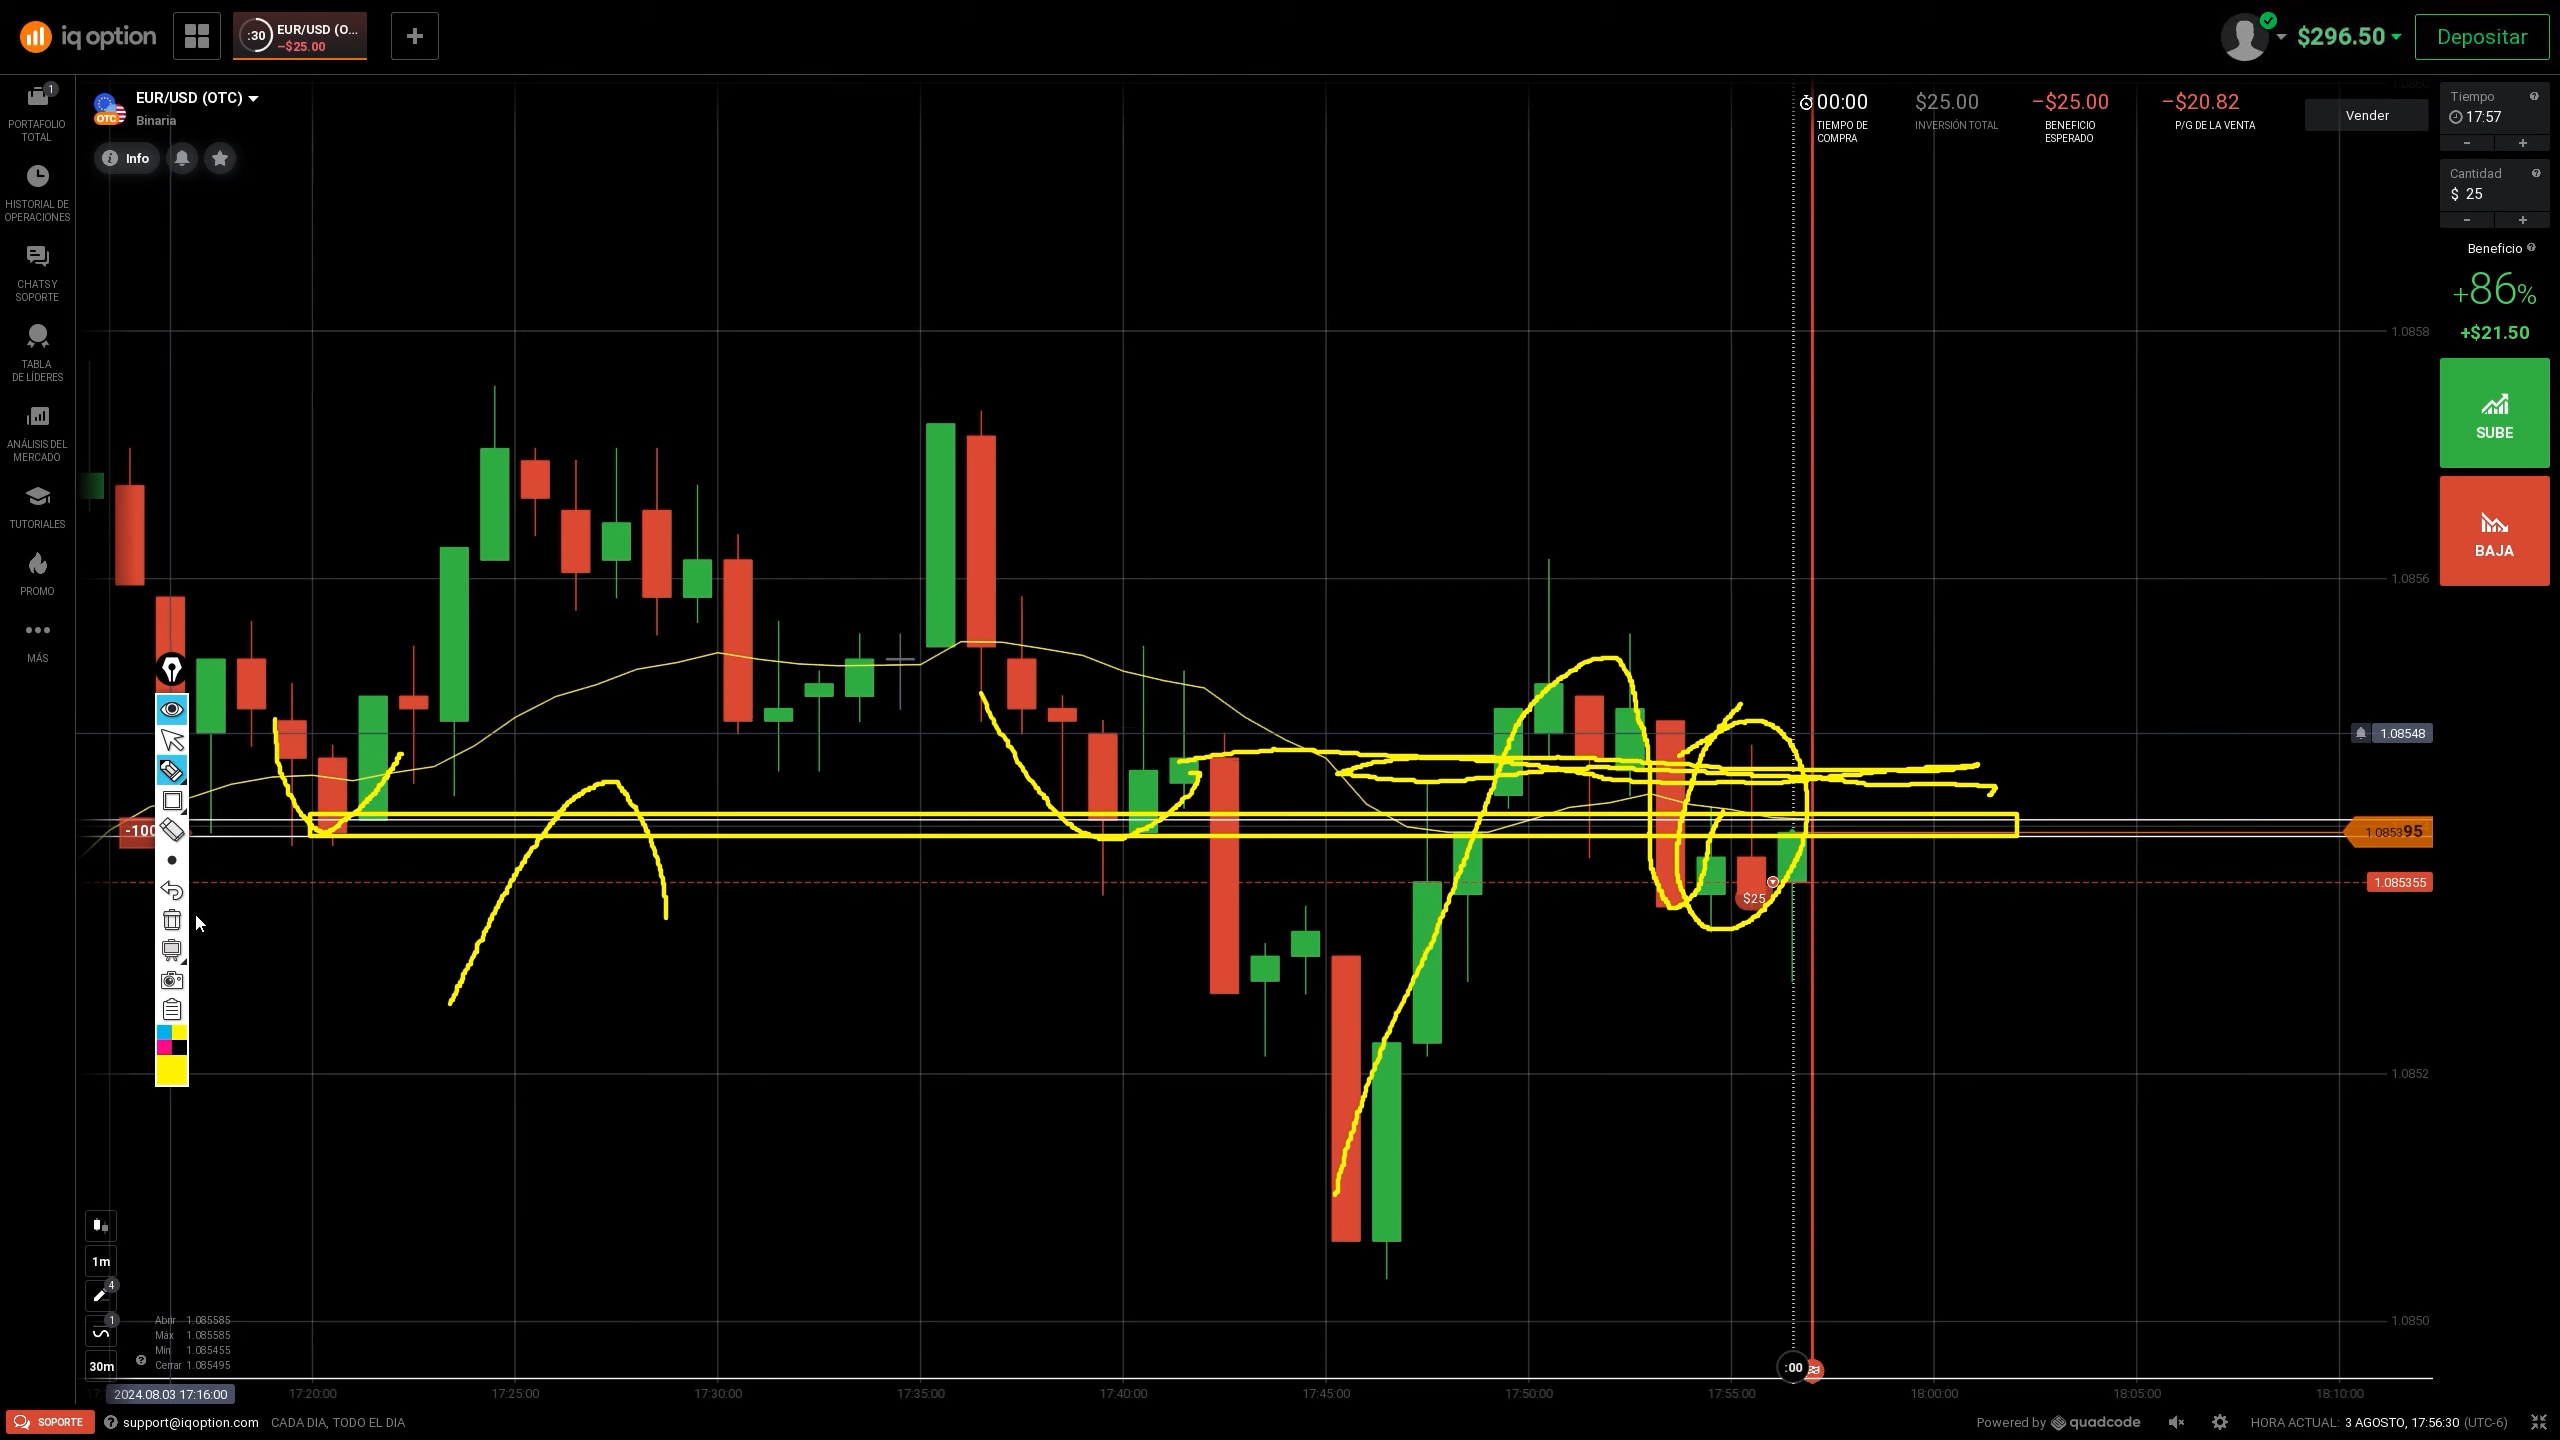 iq option
:30
EUR/USD (O...
−$25.00
+
$296.50
Depositar
1
PORTAFOLIO
TOTAL
HISTORIAL DE
OPERACIONES
CHATS Y
SOPORTE
TABLA
DE LÍDERES
ANÁLISIS DEL
MERCADO
TUTORIALES
PROMO
MÁS
OTC
EUR/USD (OTC)
Binaria
Info
00:00
TIEMPO DE
COMPRA
$25.00
INVERSIÓN TOTAL
−$25.00
BENEFICIO
ESPERADO
−$20.82
P/G DE LA VENTA
Vender
Tiempo
17:57
- +
Cantidad
$ 25
- +
Beneficio
+86%
+$21.50
SUBE
BAJA
1.0858
1.0856
1.08548
1.085395
1.085355
1.0852
1.0850
-100
$25
1m
4
1
30m
Abrir 1.085585
Máx 1.085585
Mín 1.085455
Cerrar 1.085495
:00
2024.08.03 17:16:00
17:20:00
17:25:00
17:30:00
17:35:00
17:40:00
17:45:00
17:50:00
17:55:00
18:00:00
18:05:00
18:10:00
SOPORTE
support@iqoption.com
CADA DIA, TODO EL DIA
Powered by quadcode
HORA ACTUAL: 3 AGOSTO, 17:56:30 (UTC-6)